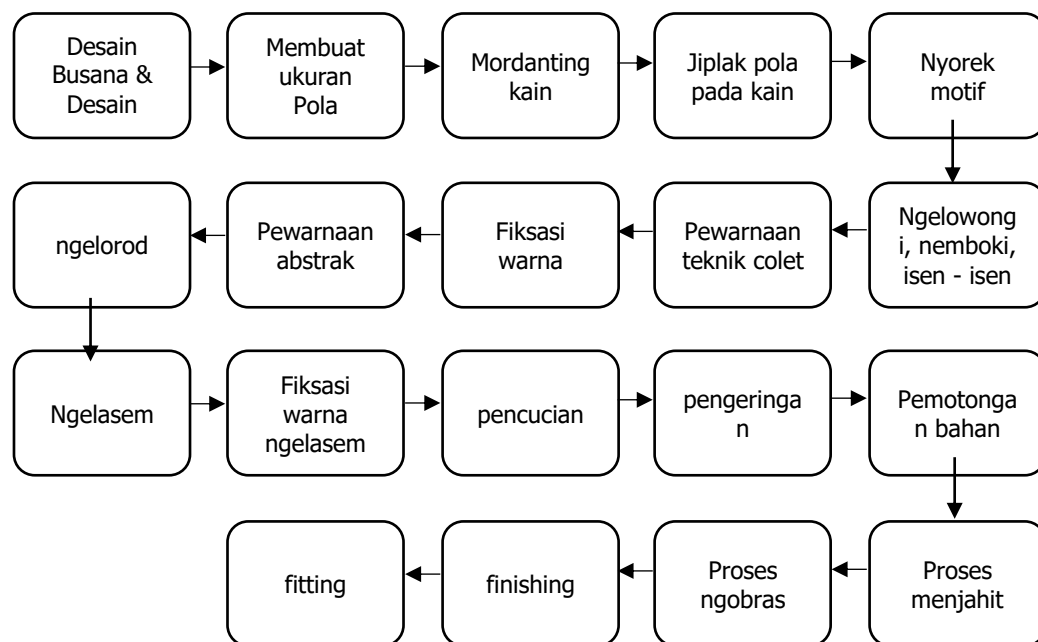 Desain
Busana &
Desain
Membuat
ukuran
Pola
Mordanting
kain
Jiplak pola
pada kain
Nyorek
motif
Ngelowong
i, nemboki,
isen - isen
Pewarnaan
teknik colet
Fiksasi
warna
Pewarnaan
abstrak
ngelorod
Ngelasem
Fiksasi
warna
ngelasem
pencucian
pengeringa
n
Pemotonga
n bahan
Proses
menjahit
Proses
ngobras
finishing
fitting